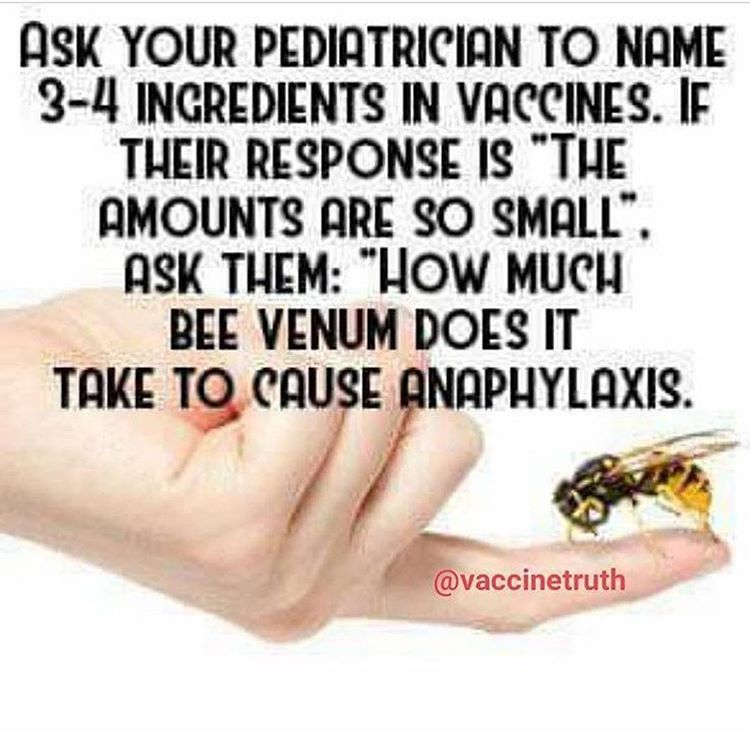 ASK YOUR PEDIATRICIAN TO NAME
3-4 INGREDIENTS IN VACCINES. IF
THEIR RESPONSE IS "THE
AMOUNTS ARE SO SMALL".
ASK THEM: "HOW MUCH
BEE VENUM DOES IT
TAKE TO CAUSE ANAPHYLAXIS.
@vaccinetruth